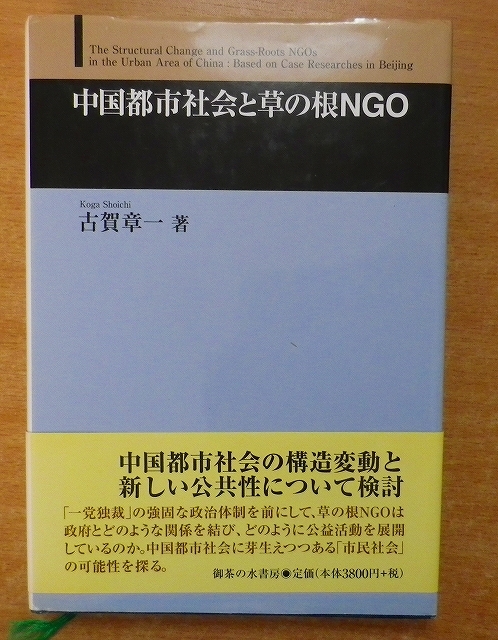 The Structural Change and Grass-Roots NGOs
in the Urban Area of China : Based on Case Researches in Beijing
中国都市社会と草の根NGO
Koga Shoichi
古賀章一 著
中国都市社会の構造変動と
新しい公共性について検討
「一党独裁」の強固な政治体制を前にして、草の根NGOは
政府とどのような関係を結び、どのように公益活動を展開
しているのか。中国都市社会に芽生えつつある「市民社会」
の可能性を探る。
御茶の水書房◉定価(本体3800円+税)